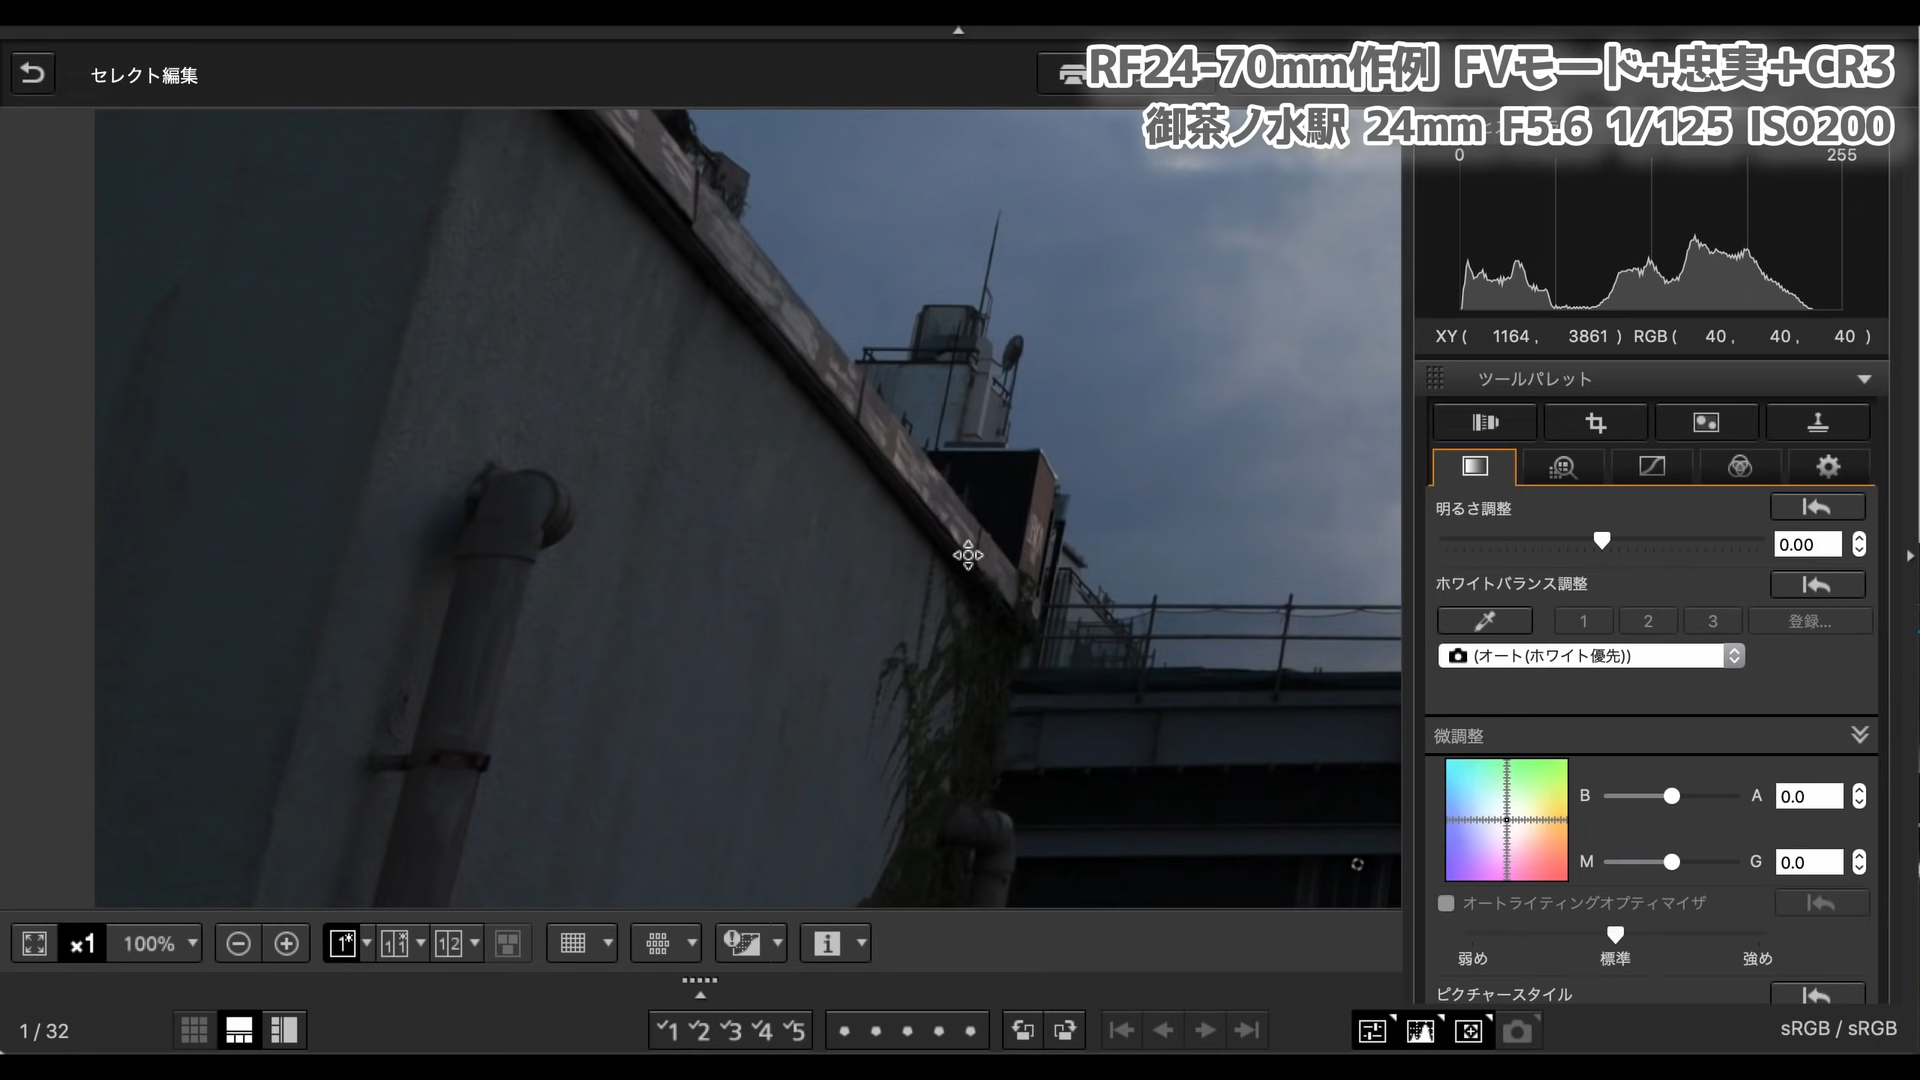 RF24-70mm作例 FVモード+忠実+CR3
御茶ノ水駅 24mm F5.6 1/125 ISO200
セレクト編集
0 255
XY( 1164, 3861 ) RGB( 40, 40, 40 )
ツールパレット
明るさ調整
0.00
ホワイトバランス調整
1 2 3 登録...
(オート(ホワイト優先))
微調整
B A 0.0
M G 0.0
オートライティングオプティマイザ
弱め 標準 強め
ピクチャースタイル
x1 100%
1 / 32
1 2 3 4 5
sRGB / sRGB